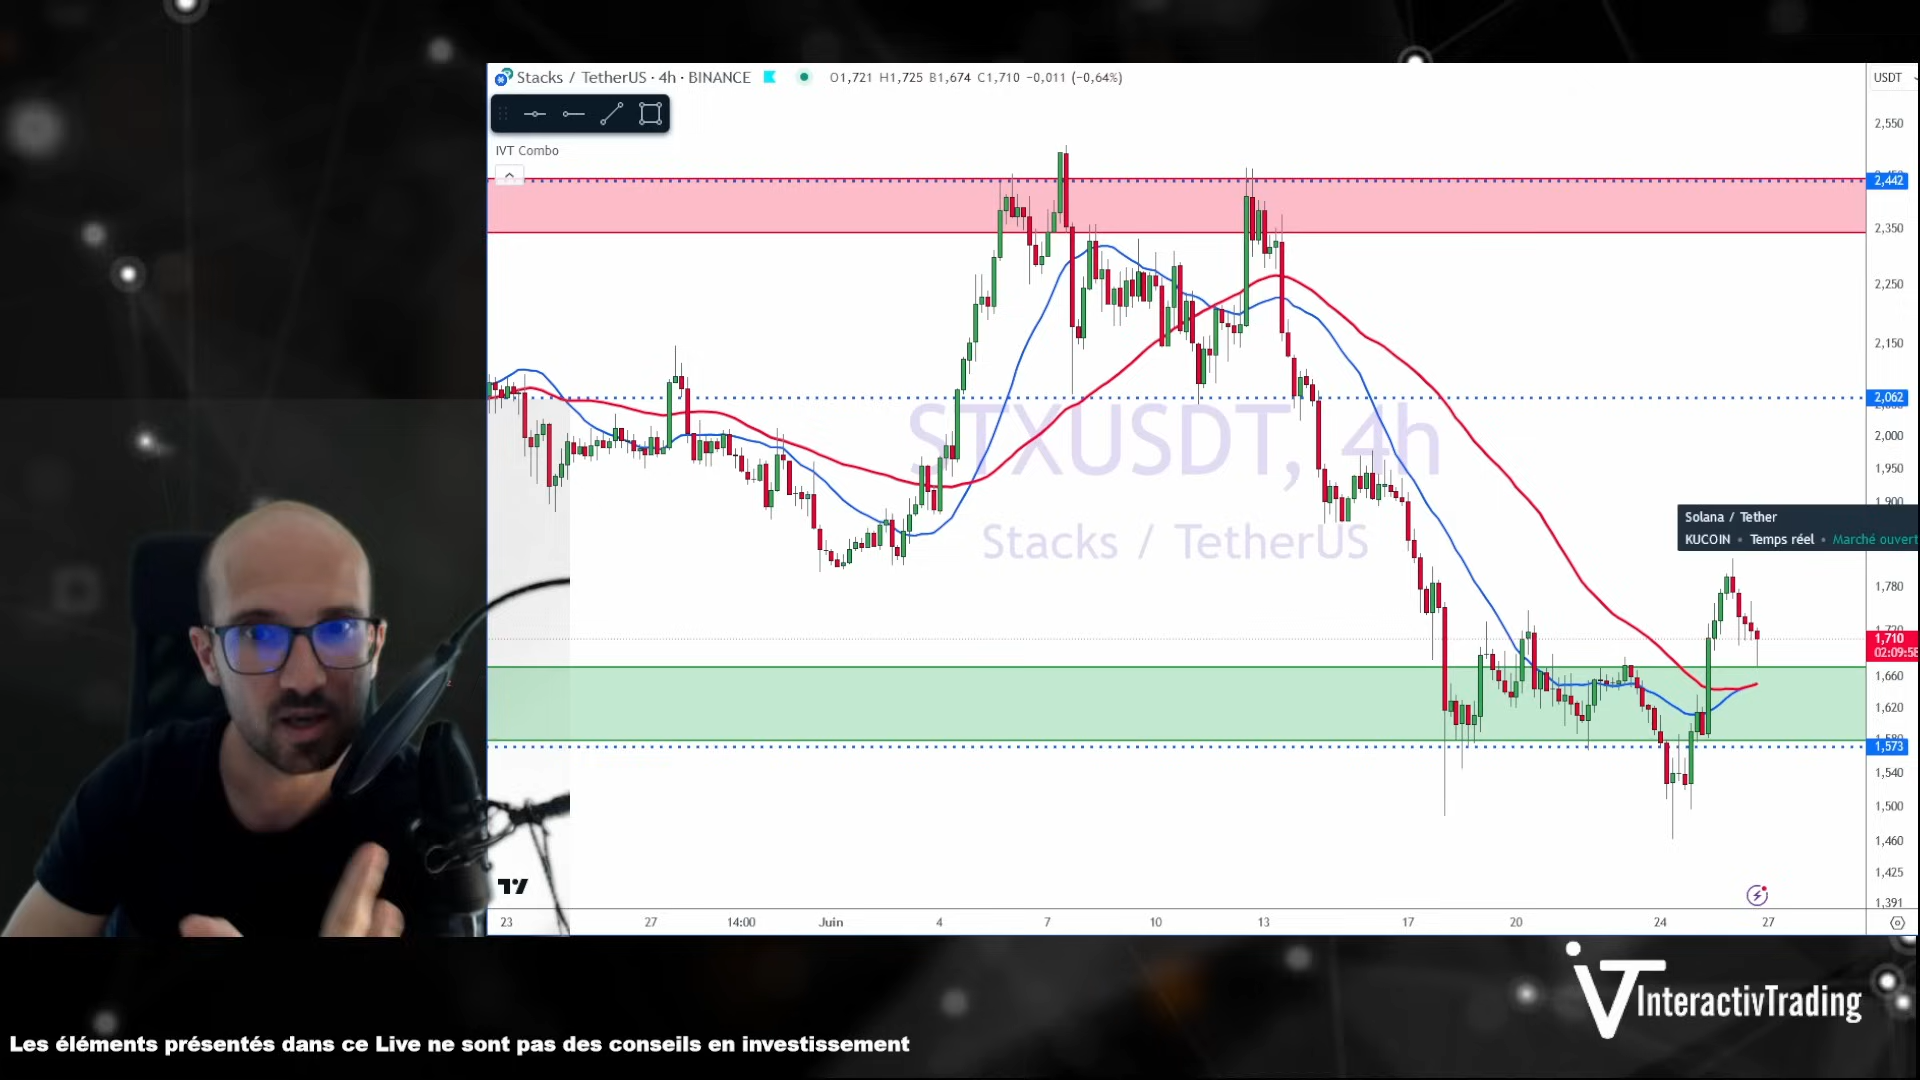 Stacks / TetherUS · 4h · BINANCE
O1,721 H1,725 B1,674 C1,710 −0,011 (−0,64%)
USDT
IVT Combo
2,550
2,442
2,350
2,250
2,150
2,062
2,000
1,950
1,900
STXUSDT, 4h
Stacks / TetherUS
Solana / Tether
KUCOIN • Temps réel • Marché ouvert
1,780
1,710
02:09:58
1,660
1,620
1,573
1,540
1,500
1,460
1,425
1,391
23
27
14:00
Juin
4
7
10
13
17
20
24
27
InteractivTrading
Les éléments présentés dans ce Live ne sont pas des conseils en investissement